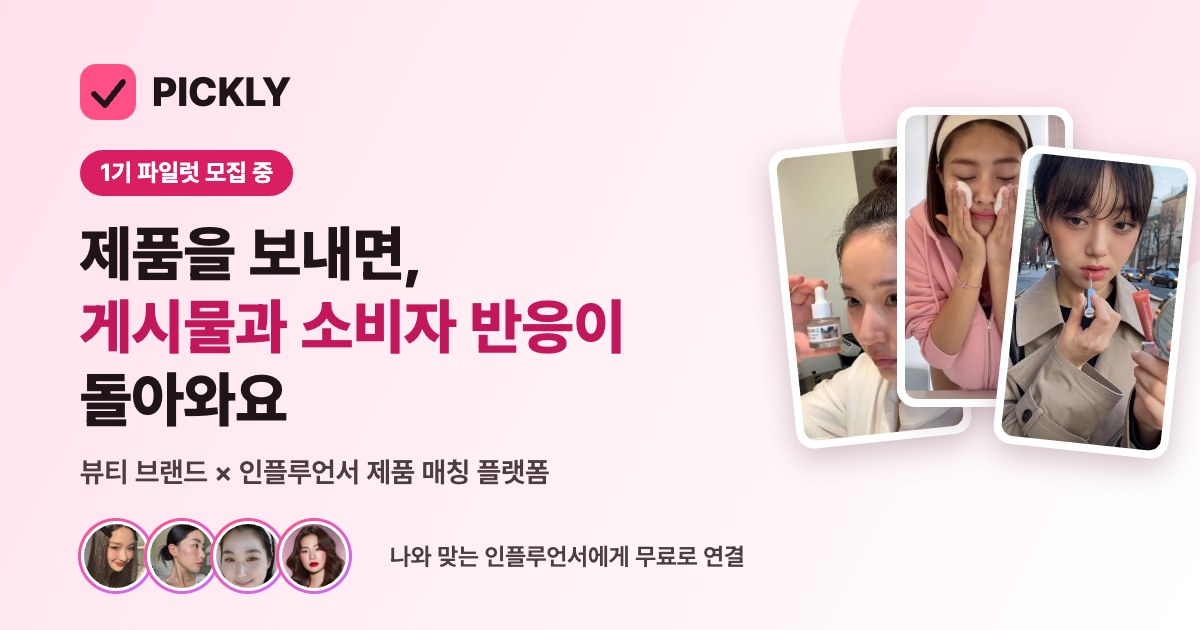 PICKLY
1기 파일럿 모집 중
제품을 보내면,
게시물과 소비자 반응이
돌아와요
뷰티 브랜드 × 인플루언서 제품 매칭 플랫폼
나와 맞는 인플루언서에게 무료로 연결